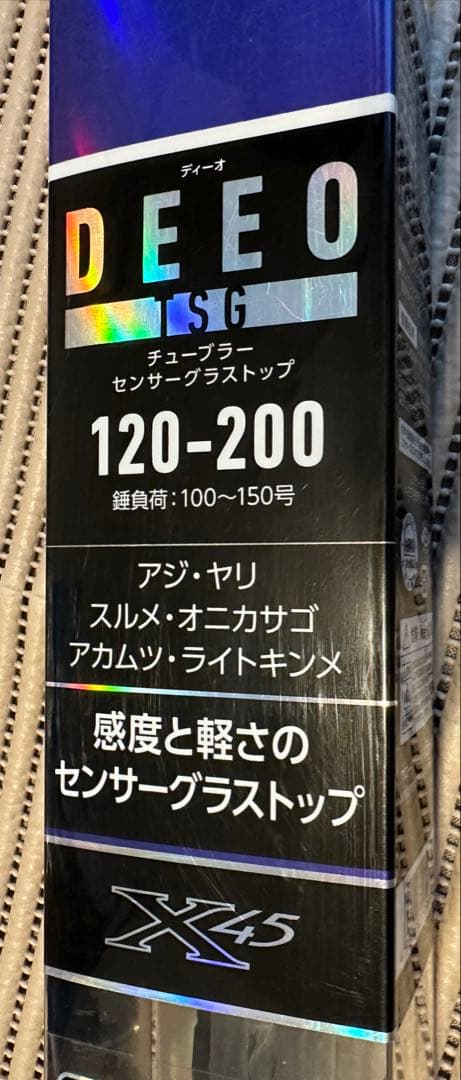 ディーオ
DEEO
TSG
チューブラー
センサーグラストップ
120-200
錘負荷：100～150号
アジ・ヤリ
スルメ・オニカサゴ
アカムツ・ライトキンメ
感度と軽さの
センサーグラストップ
X45